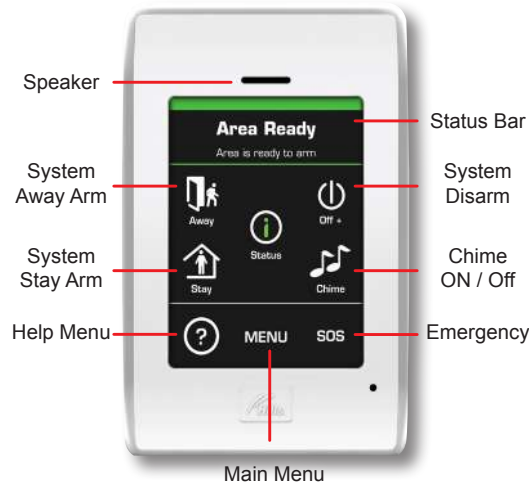 Speaker
Status Bar
Area Ready
Area is ready to arm
System
Away Arm
System
Disarm
Away
Off +
Status
System
Stay Arm
Chime
ON / Off
Stay
Chime
Help Menu
?
MENU
SOS
Emergency
Main Menu